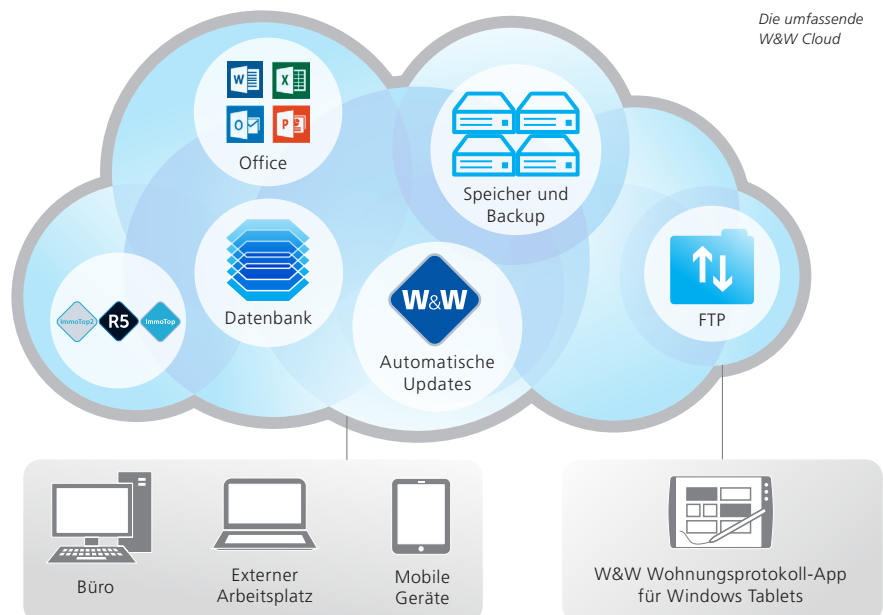 Die umfassende
W&W Cloud
W
X
O
P
Office
Speicher und
Backup
ImmoTop2
R5
ImmoTop
Datenbank
W&W
Automatische
Updates
FTP
Büro
Externer
Arbeitsplatz
Mobile
Geräte
W&W Wohnungsprotokoll-App
für Windows Tablets